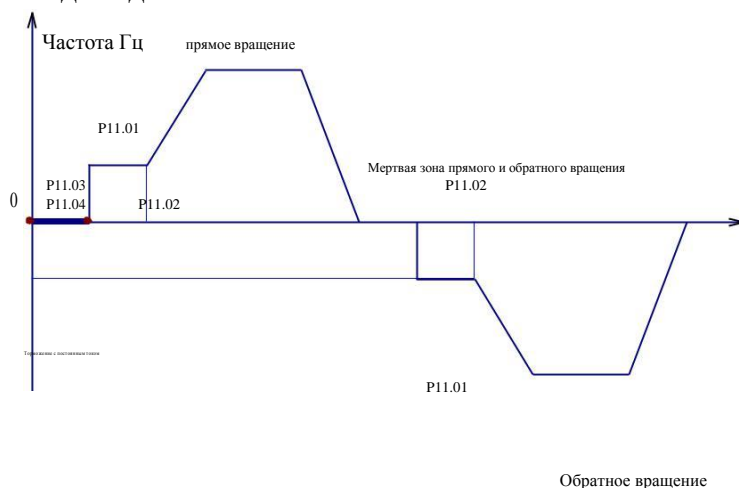 Частота Гц
прямое вращение
P11.01
Мертвая зона прямого и обратного вращения
P11.03
P11.02
0
P11.04
P11.02
Торможение с постоянным током
P11.01
Обратное вращение